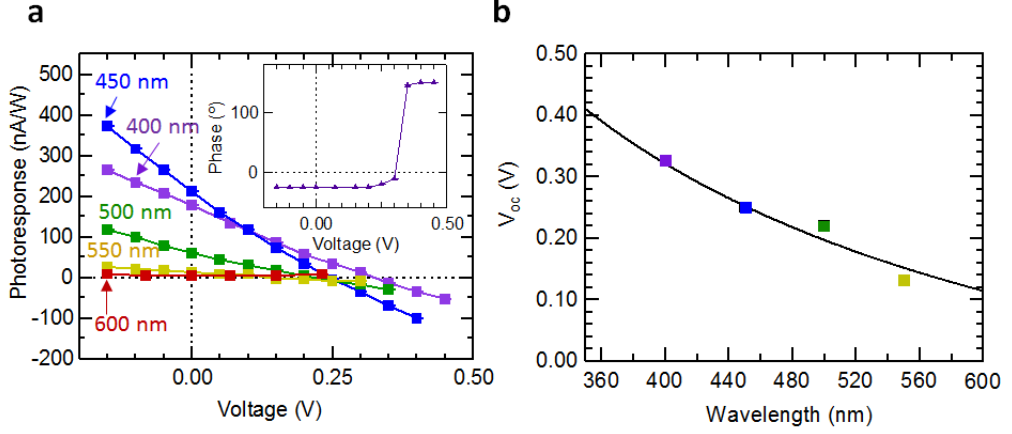 a
b
500
400
300
200
100
0
-100
-200
Photoresponse (nA/W)
450 nm
400 nm
500 nm
550 nm
600 nm
0.00
0.25
0.50
Voltage (V)
100
0
Phase (º)
0.00
0.50
Voltage (V)
0.50
0.40
0.30
0.20
0.10
0.00
Voc (V)
360
400
440
480
520
560
600
Wavelength (nm)